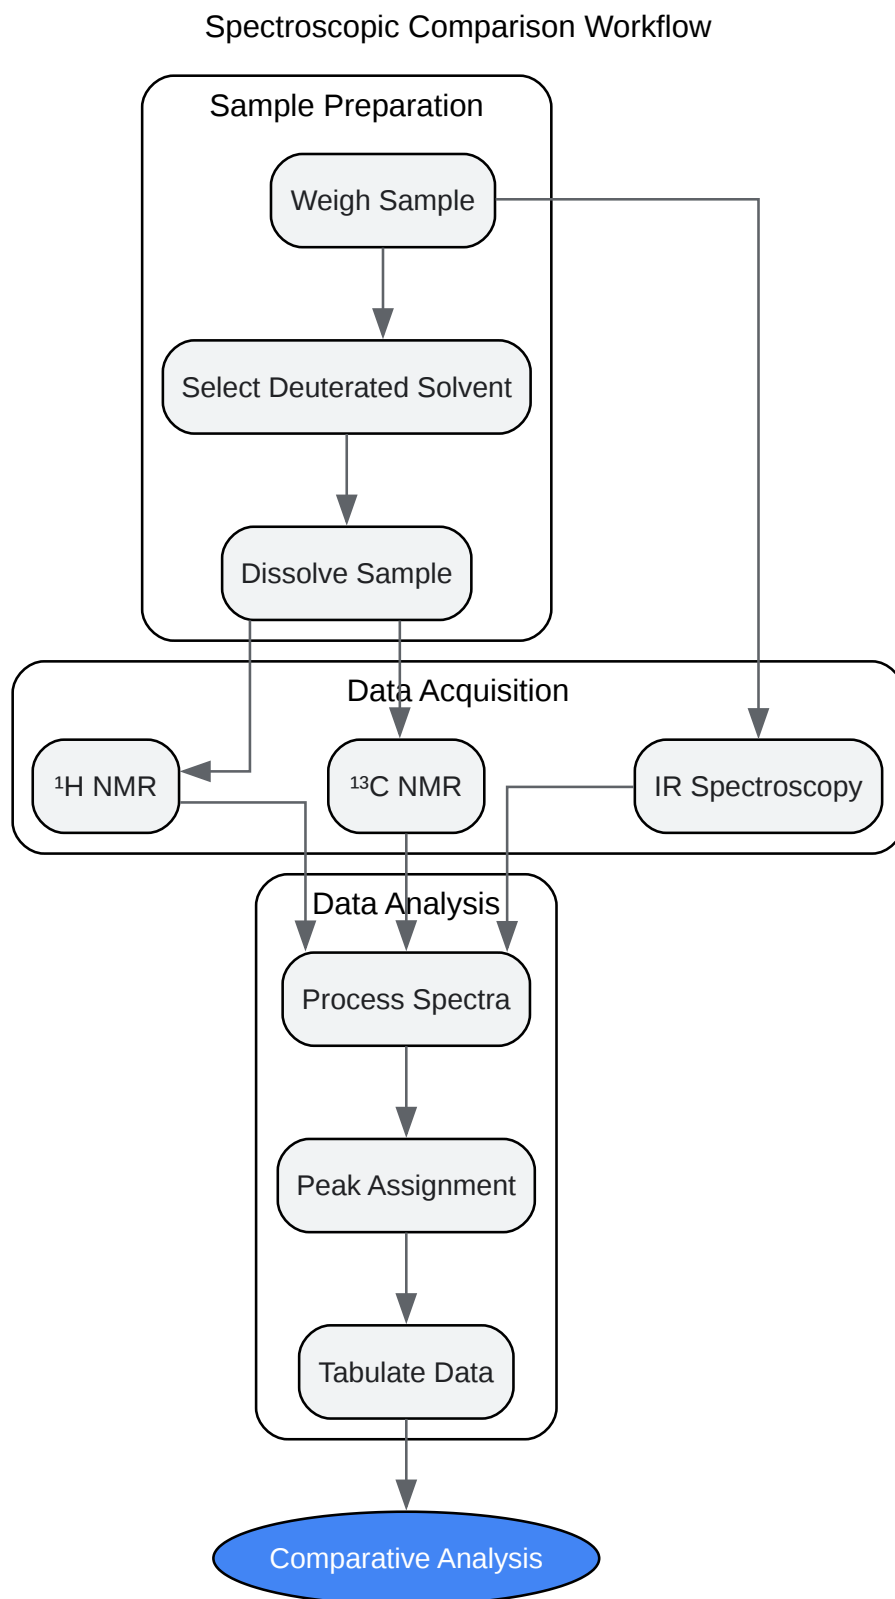 Spectroscopic Comparison Workflow
Sample Preparation
Weigh Sample
Select Deuterated Solvent
Dissolve Sample
Data Acquisition
¹H NMR
¹³C NMR
IR Spectroscopy
Data Analysis
Process Spectra
Peak Assignment
Tabulate Data
Comparative Analysis